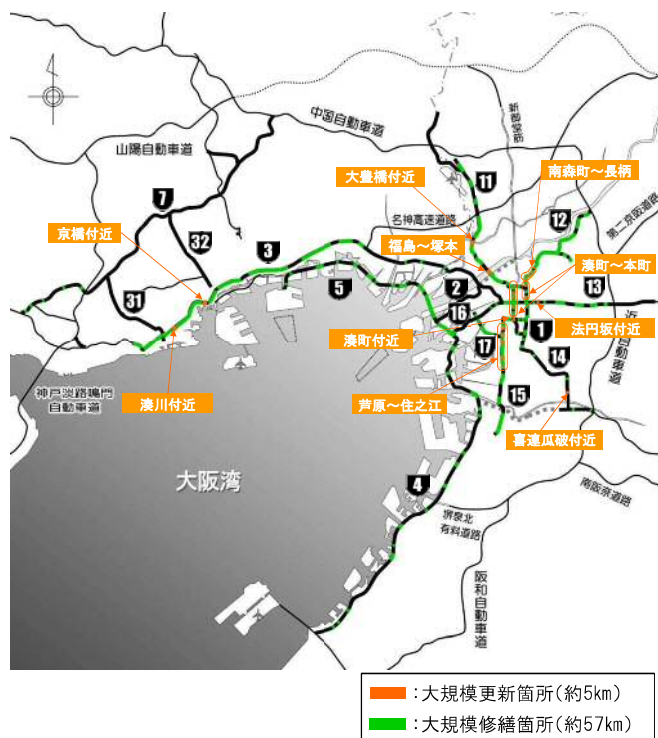 中国自動車道
山陽自動車道
新御堂筋
大豊橋付近
南森町～長柄
11
7
名神高速道路
12
第二京阪道路
京橋付近
32
3
福島～塚本
湊町～本町
5
2
13
31
16
法円坂付近
湊町付近
17
1
近
自動車道
14
神戸淡路鳴門
自動車道
湊川付近
芦原～住之江
15
喜連瓜破付近
大阪湾
4
南阪奈道路
堺泉北
有料道路
阪和自動車道
：大規模更新箇所（約5km）
：大規模修繕箇所（約57km）